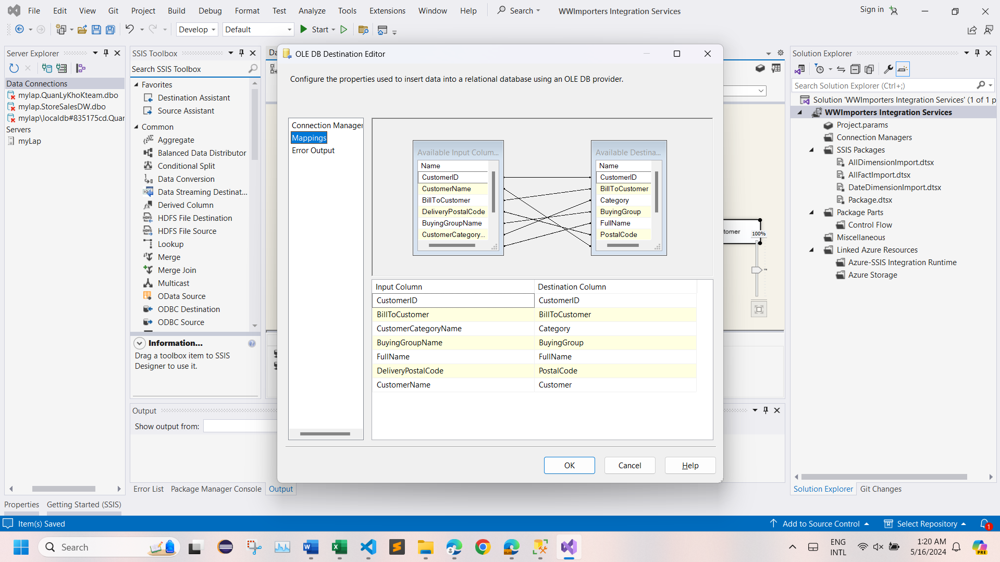 File Edit View Git Project Build Debug Format Test Analyze Tools Extensions Window Help Search WWImporters Integration Services Sign in
Develop Default Start
Server Explorer
Data Connections
mylap.QuanLyKhoKteam.dbo
mylap.StoreSalesDW.dbo
mylap\localdb#835175cd.Quar
Servers
myLap
SSIS Toolbox
Search SSIS Toolbox
Favorites
Destination Assistant
Source Assistant
Common
Aggregate
Balanced Data Distributor
Conditional Split
Data Conversion
Data Streaming Destinat...
Derived Column
HDFS File Destination
HDFS File Source
Lookup
Merge
Merge Join
Multicast
OData Source
ODBC Destination
ODBC Source
Information...
Drag a toolbox item to SSIS
Designer to use it.
Da
OLE DB Destination Editor
Configure the properties used to insert data into a relational database using an OLE DB provider.
Connection Manager
Mappings
Error Output
Available Input Colum...
Name
CustomerID
CustomerName
BillToCustomer
DeliveryPostalCode
BuyingGroupName
CustomerCategory...
Available Destina...
Name
CustomerID
BillToCustomer
Category
BuyingGroup
FullName
PostalCode
Input Column Destination Column
CustomerID CustomerID
BillToCustomer BillToCustomer
CustomerCategoryName Category
BuyingGroupName BuyingGroup
FullName FullName
DeliveryPostalCode PostalCode
CustomerName Customer
OK Cancel Help
tomer
100%
Output
Show output from:
Error List Package Manager Console Output
Solution Explorer
Search Solution Explorer (Ctrl+;)
Solution 'WWImporters Integration Services' (1 of 1 p
WWImporters Integration Services
Project.params
Connection Managers
SSIS Packages
AllDimensionImport.dtsx
AllFactImport.dtsx
DateDimensionImport.dtsx
Package.dtsx
Package Parts
Control Flow
Miscellaneous
Linked Azure Resources
Azure-SSIS Integration Runtime
Azure Storage
Solution Explorer Git Changes
Properties Getting Started (SSIS)
Item(s) Saved Add to Source Control Select Repository 1
Search
ENG
INTL
1:20 AM
5/16/2024
PRE